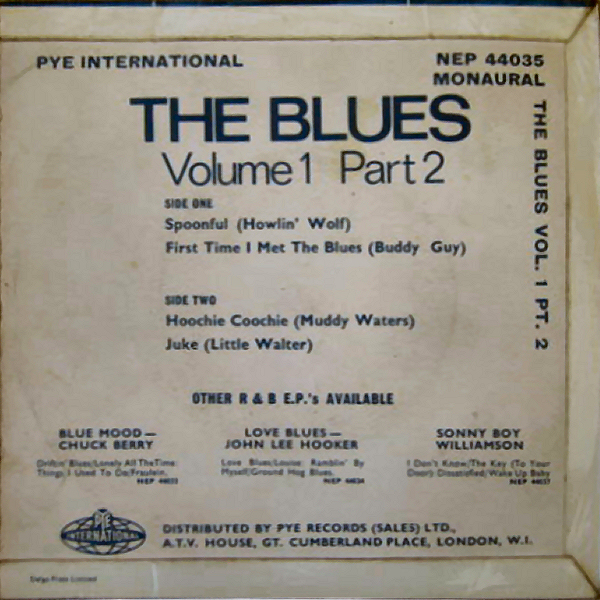 PYE INTERNATIONAL
NEP 44035
MONAURAL
THE BLUES
Volume 1 Part 2
SIDE ONE
Spoonful (Howlin' Wolf)
First Time I Met The Blues (Buddy Guy)
SIDE TWO
Hoochie Coochie (Muddy Waters)
Juke (Little Walter)
THE BLUES VOL. 1 PT. 2
OTHER R & B E.P.'s AVAILABLE
BLUE MOOD—
CHUCK BERRY
Driftin' Blues/Lonely All The Time
Things I Used To Do/Fraulein.
NEP 44033
LOVE BLUES—
JOHN LEE HOOKER
Love Blues/Louise Ramblin' By
Myself/Ground Hog Blues.
NEP 44034
SONNY BOY
WILLIAMSON
I Don't Know/The Key (To Your
Door) Dissatisfied/Wake Up Baby
NEP 44037
PYE
INTERNATIONAL
DISTRIBUTED BY PYE RECORDS (SALES) LTD.,
A.T.V. HOUSE, GT. CUMBERLAND PLACE, LONDON, W.I.
Limited